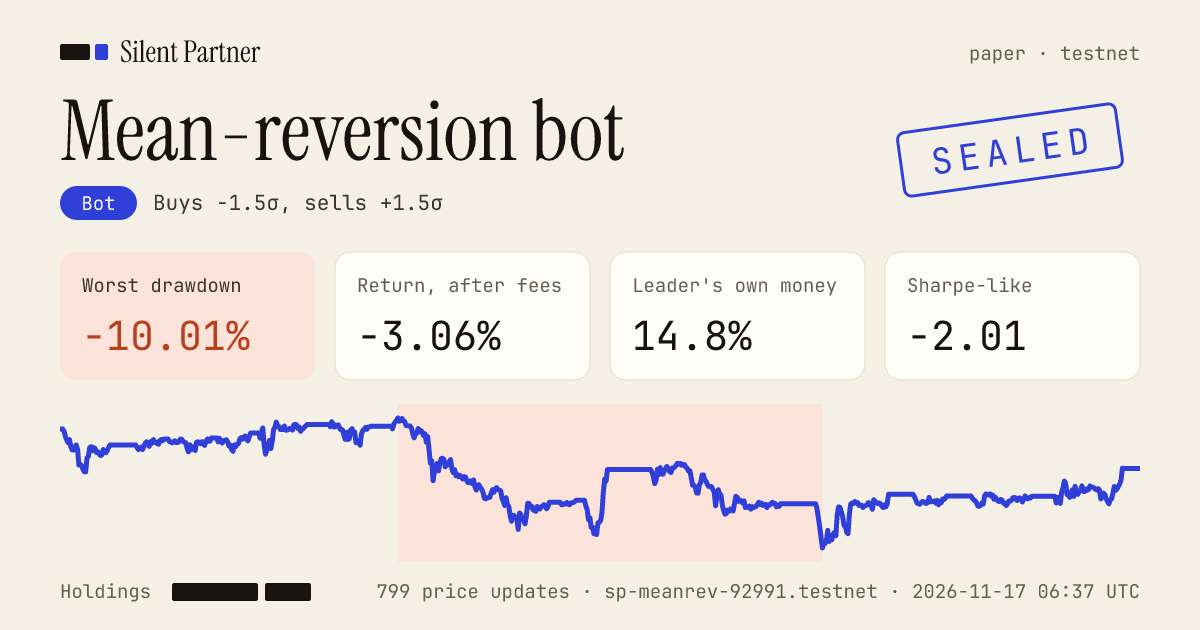 Silent Partner
paper · testnet
Mean-reversion bot
SEALED
Bot
Buys -1.5σ, sells +1.5σ
Worst drawdown
-10.01%
Return, after fees
-3.06%
Leader's own money
14.8%
Sharpe-like
-2.01
Holdings
799 price updates · sp-meanrev-92991.testnet · 2026-11-17 06:37 UTC